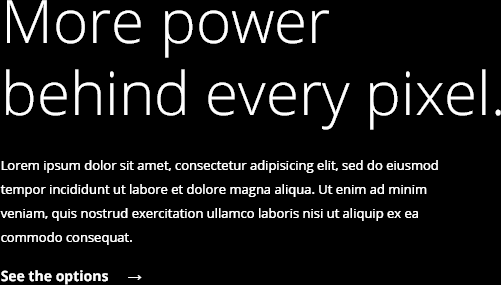 More power
behind every pixel.
Lorem ipsum dolor sit amet, consectetur adipisicing elit, sed do eiusmod
tempor incididunt ut labore et dolore magna aliqua. Ut enim ad minim
veniam, quis nostrud exercitation ullamco laboris nisi ut aliquip ex ea
commodo consequat.
See the options →